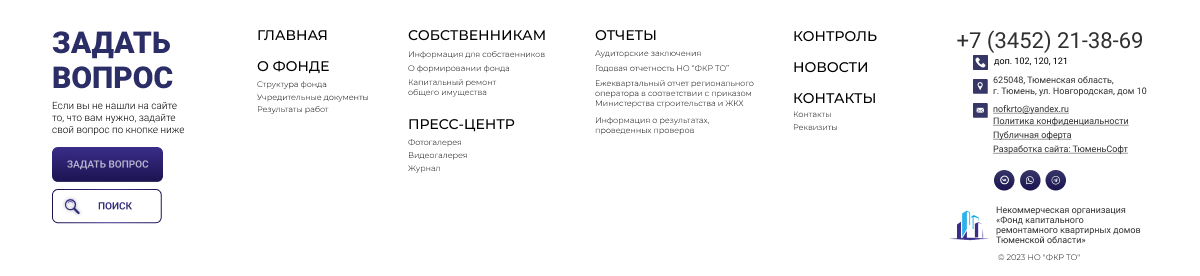 ЗАДАТЬ
ВОПРОС
Если вы не нашли на сайте
то, что вам нужно, задайте
свой вопрос по кнопке ниже
ЗАДАТЬ ВОПРОС
ПОИСК
ГЛАВНАЯ
О ФОНДЕ
Структура фонда
Учредительные документы
Результаты работ
СОБСТВЕННИКАМ
Информация для собственников
О формировании фонда
Капитальный ремонт
общего имущества
ПРЕСС-ЦЕНТР
Фотогалерея
Видеогалерея
Журнал
ОТЧЕТЫ
Аудиторские заключения
Годовая отчетность НО "ФКР ТО"
Ежеквартальный отчет регионального
оператора в соответствии с приказом
Министерства строительства и ЖКХ
Информация о результатах,
проведенных проверов
КОНТРОЛЬ
НОВОСТИ
КОНТАКТЫ
Контакты
Реквизиты
+7 (3452) 21-38-69
доп. 102, 120, 121
625048, Тюменская область,
г. Тюмень, ул. Новгородская, дом 10
nofkrto@yandex.ru
Политика конфиденциальности
Публичная оферта
Разработка сайта: ТюменьСофт
Некоммерческая организация
«Фонд капитального
ремонтамного квартирных домов
Тюменской области»
© 2023 НО "ФКР ТО"